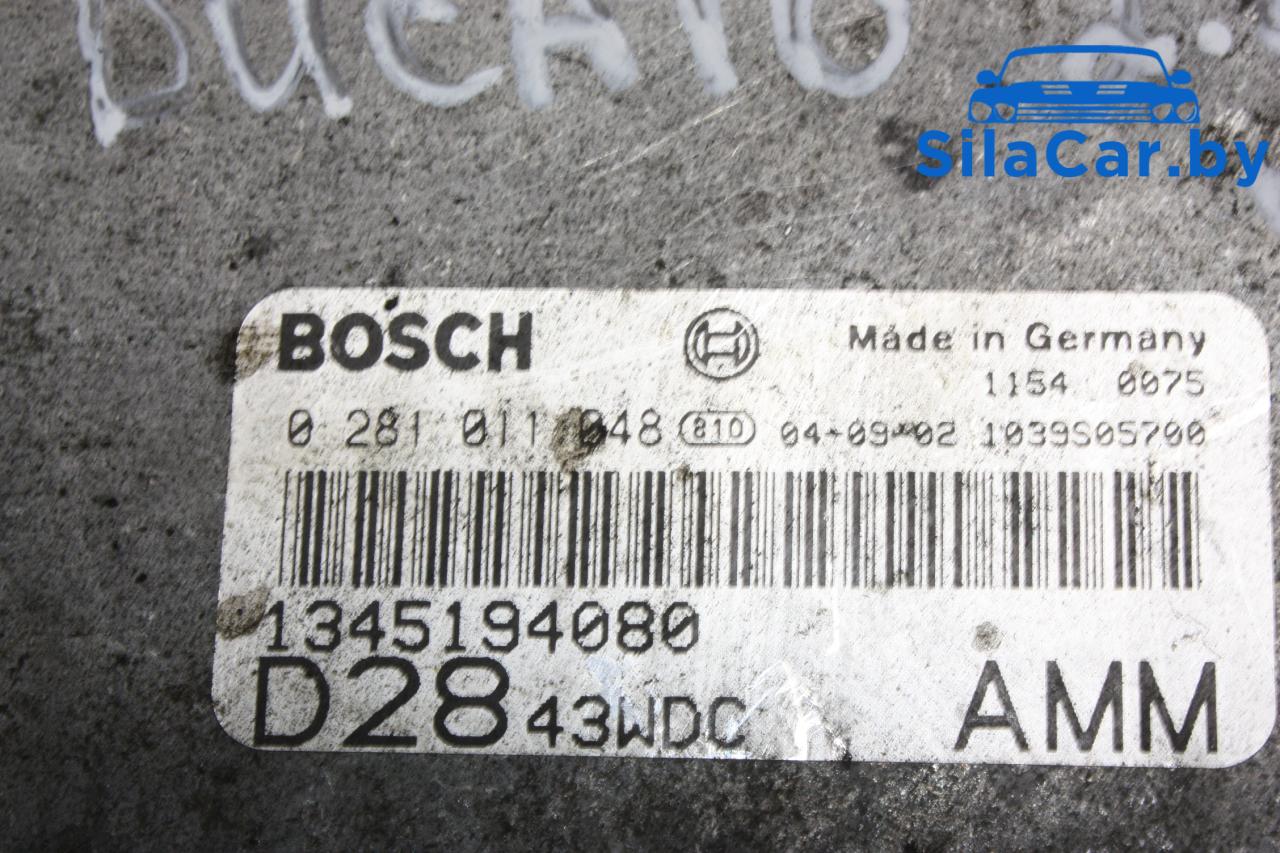 DUCATO
SilaCar.by
BOSCH
Made in Germany
1154 0075
0 281 011 048 810 04-09-02 1039S05700
1345194080
D28 43WDC AMM